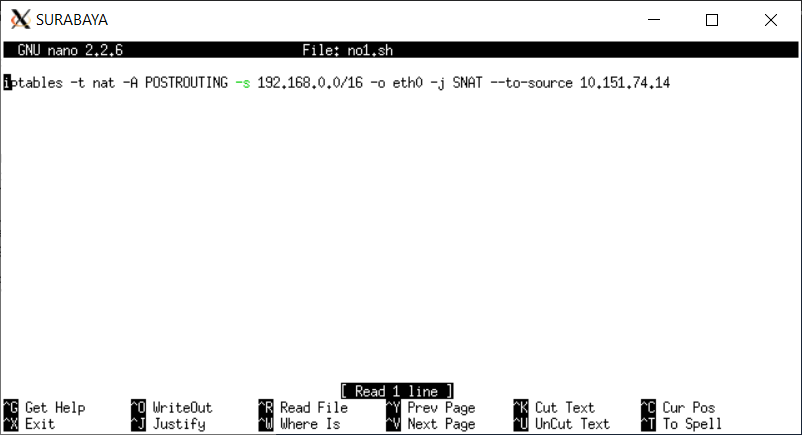 SURABAYA
GNU nano 2.2.6 File: no1.sh
iptables -t nat -A POSTROUTING -s 192.168.0.0/16 -o eth0 -j SNAT --to-source 10.151.74.14
[ Read 1 line ]
^G Get Help ^O WriteOut ^R Read File ^Y Prev Page ^K Cut Text ^C Cur Pos
^X Exit ^J Justify ^W Where Is ^V Next Page ^U UnCut Text ^T To Spell